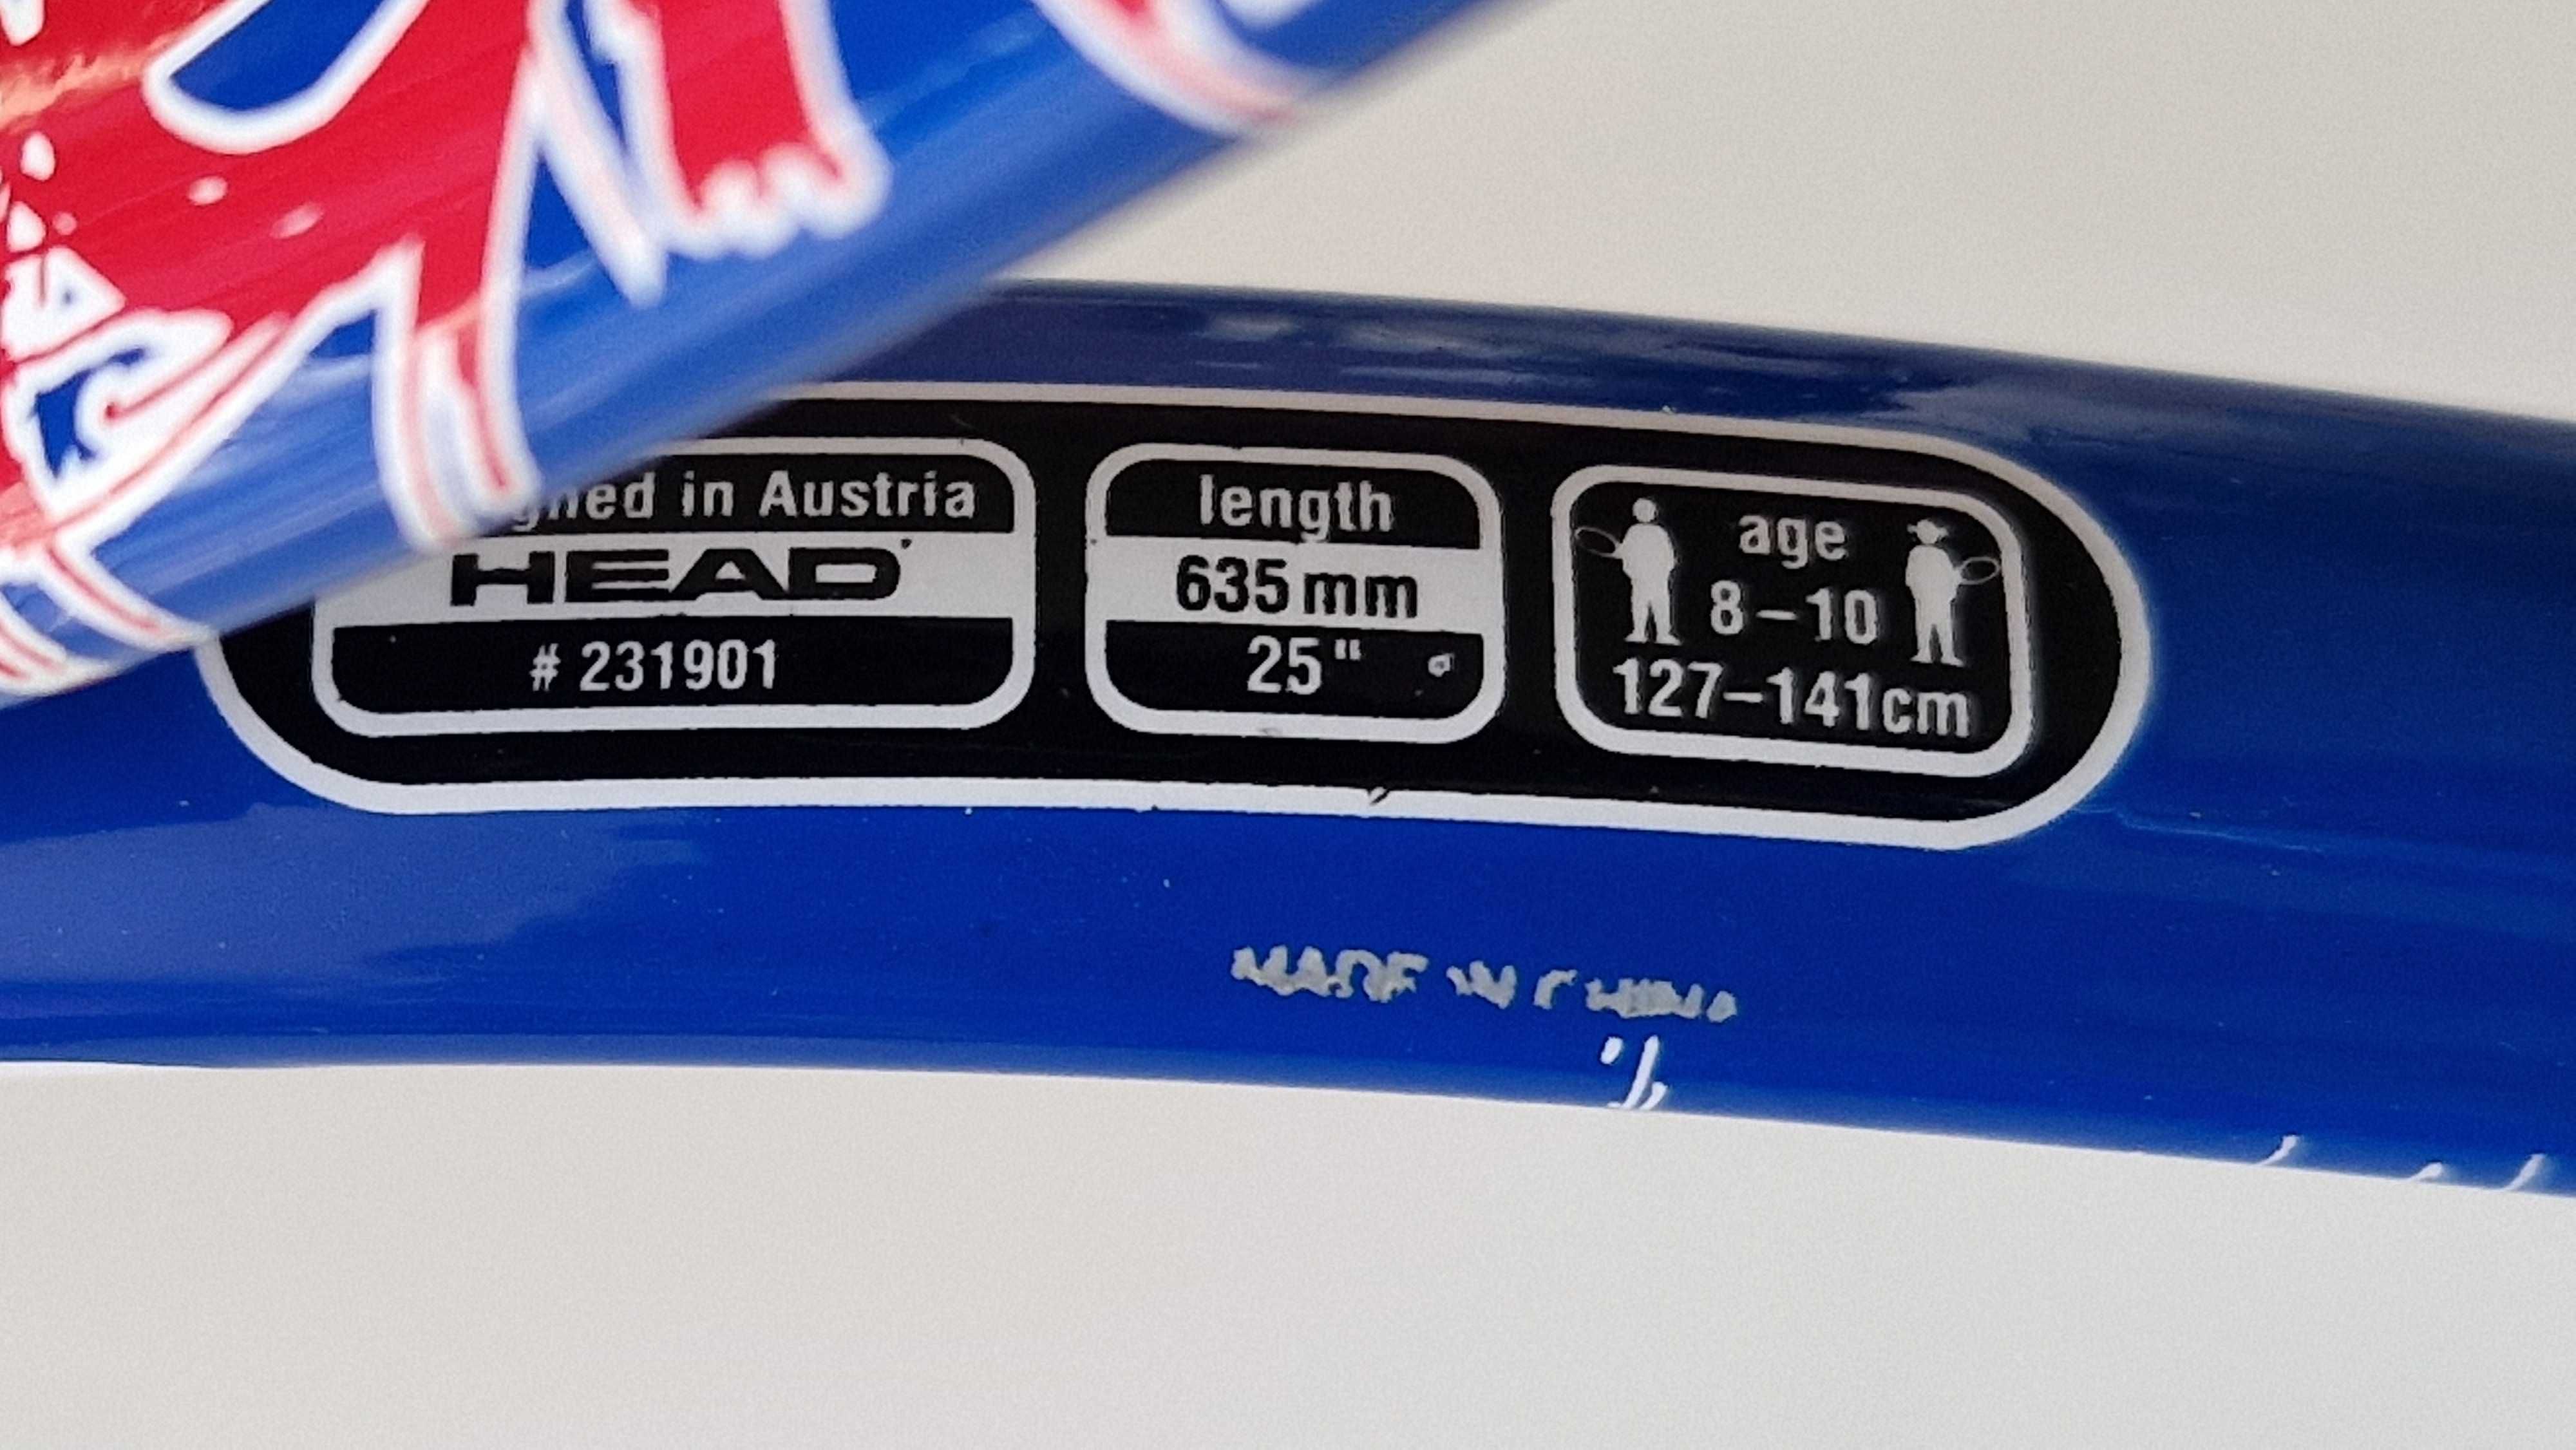 gned in Austria
HEAD
# 231901
length
635 mm
25"
age
8-10
127-141cm
MADE IN CHINA